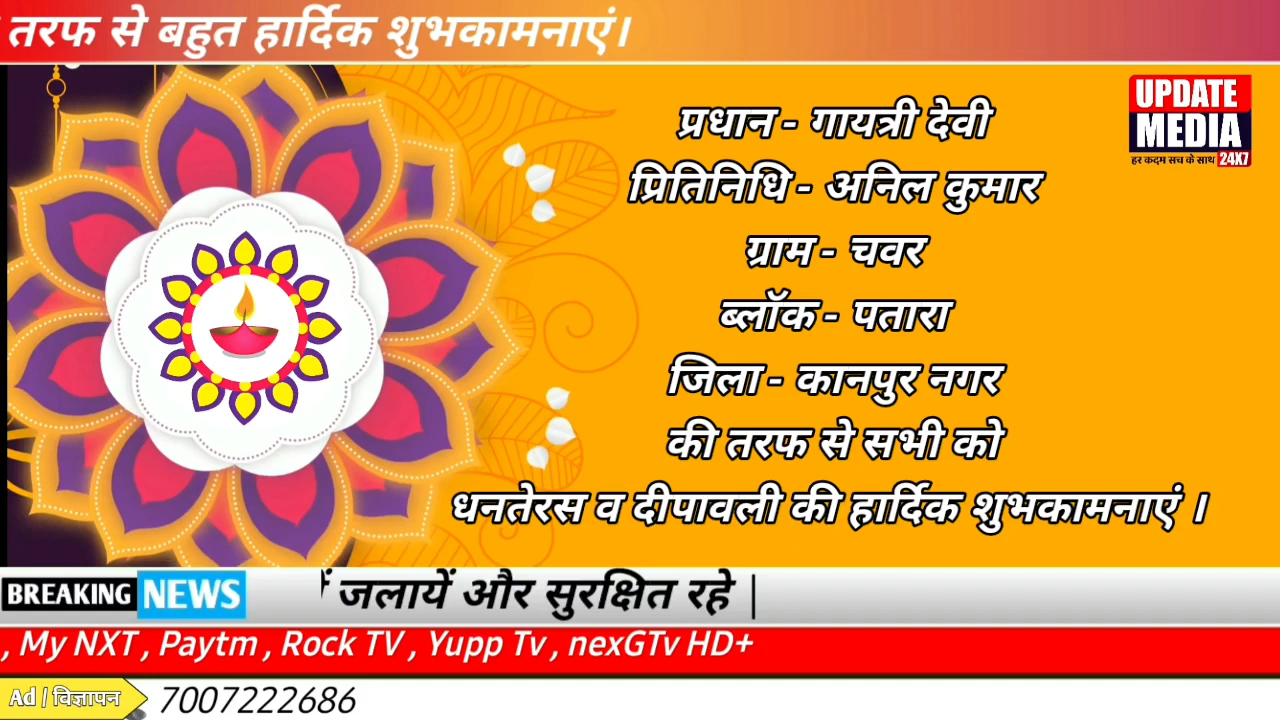 तरफ से बहुत हार्दिक शुभकामनाएं।
UPDATE
MEDIA
हर कदम सच के साथ 24X7
प्रधान - गायत्री देवी
प्रितिनिधि - अनिल कुमार
ग्राम - चवर
ब्लॉक - पतारा
जिला - कानपुर नगर
की तरफ से सभी को
धनतेरस व दीपावली की हार्दिक शुभकामनाएं ।
BREAKING NEWS जलायें और सुरक्षित रहे |
, My NXT , Paytm , Rock TV , Yupp Tv , nexGTv HD+
Ad | विज्ञापन 7007222686